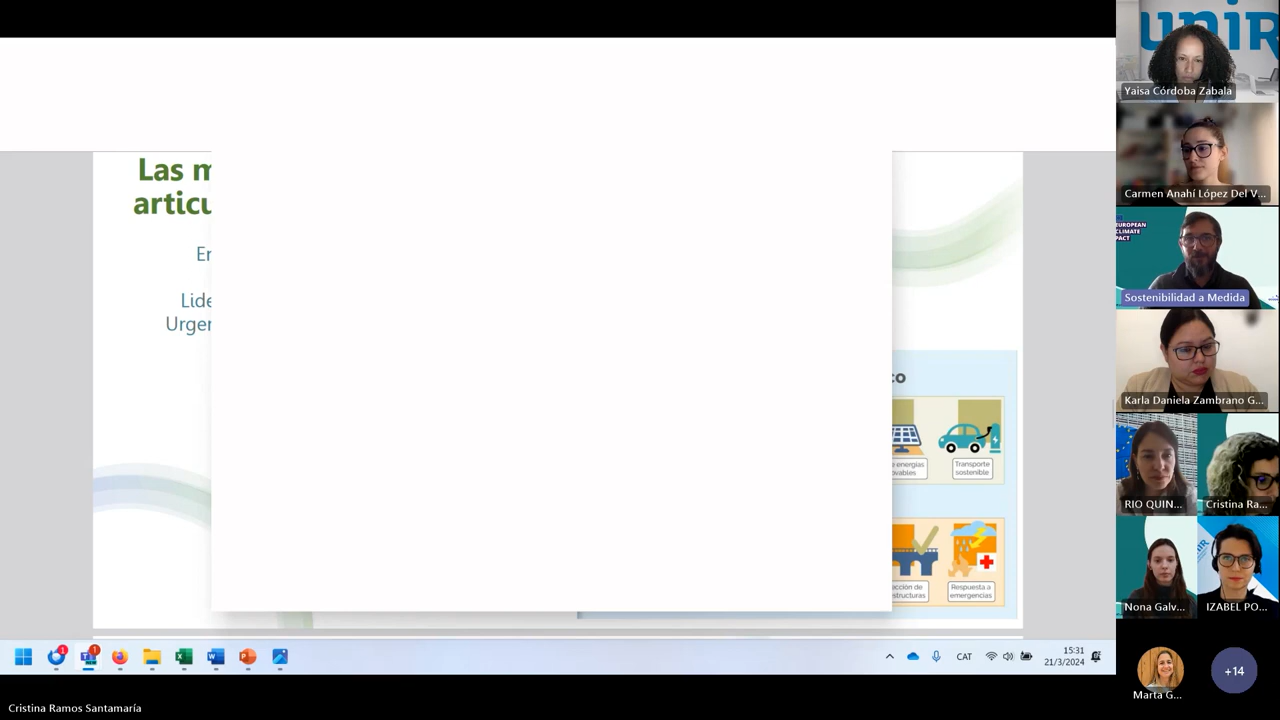 Las m
articu
En
Lide
Urger
co
e energías
ovables
Transporte
sostenible
cción de
structuras
Respuesta a
emergencias
CAT
15:31
21/3/2024
Cristina Ramos Santamaría
unir
Yaisa Córdoba Zabala
Carmen Anahí López Del V...
EUROPEAN
CLIMATE
PACT
Sostenibilidad a Medida
Karla Daniela Zambrano G...
RIO QUIN...
Cristina Ra...
Nona Galv...
IZABEL PO...
Marta G...
+14